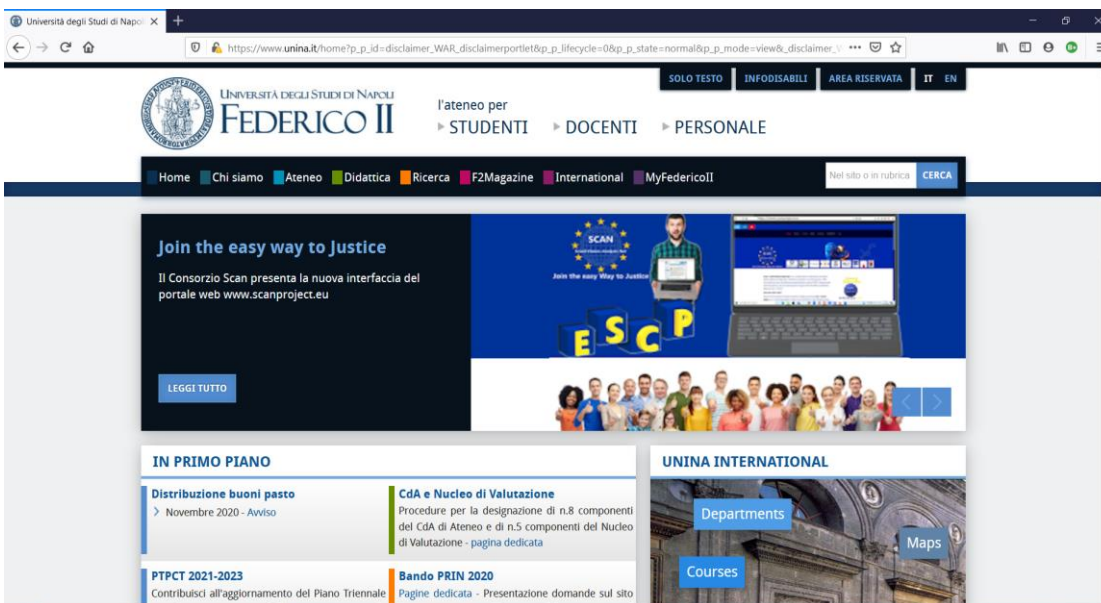 Università degli Studi di Napol
https://www.unina.it/home?p_p_id=disclaimer_WAR_disclaimerportlet&p_p_lifecycle=0&p_p_state=normal&p_p_mode=view&_disclaimer_
SOLO TESTO INFODISABILI AREA RISERVATA IT EN
UNIVERSITÀ DEGLI STUDI DI NAPOLI
FEDERICO II
l'ateneo per
STUDENTI DOCENTI PERSONALE
Home Chi siamo Ateneo Didattica Ricerca F2Magazine International MyFedericoII
Nel sito o in rubrica CERCA
Join the easy way to Justice
Il Consorzio Scan presenta la nuova interfaccia del
portale web www.scanproject.eu
LEGGI TUTTO
SCAN
Join the easy Way to Justice
ESCP
IN PRIMO PIANO
Distribuzione buoni pasto
Novembre 2020 - Avviso
CdA e Nucleo di Valutazione
Procedure per la designazione di n.8 componenti
del CdA di Ateneo e di n.5 componenti del Nucleo
di Valutazione - pagina dedicata
PTPCT 2021-2023
Contribuisci all'aggiornamento del Piano Triennale
Bando PRIN 2020
Pagine dedicata - Presentazione domande sul sito
UNINA INTERNATIONAL
Departments
Maps
Courses